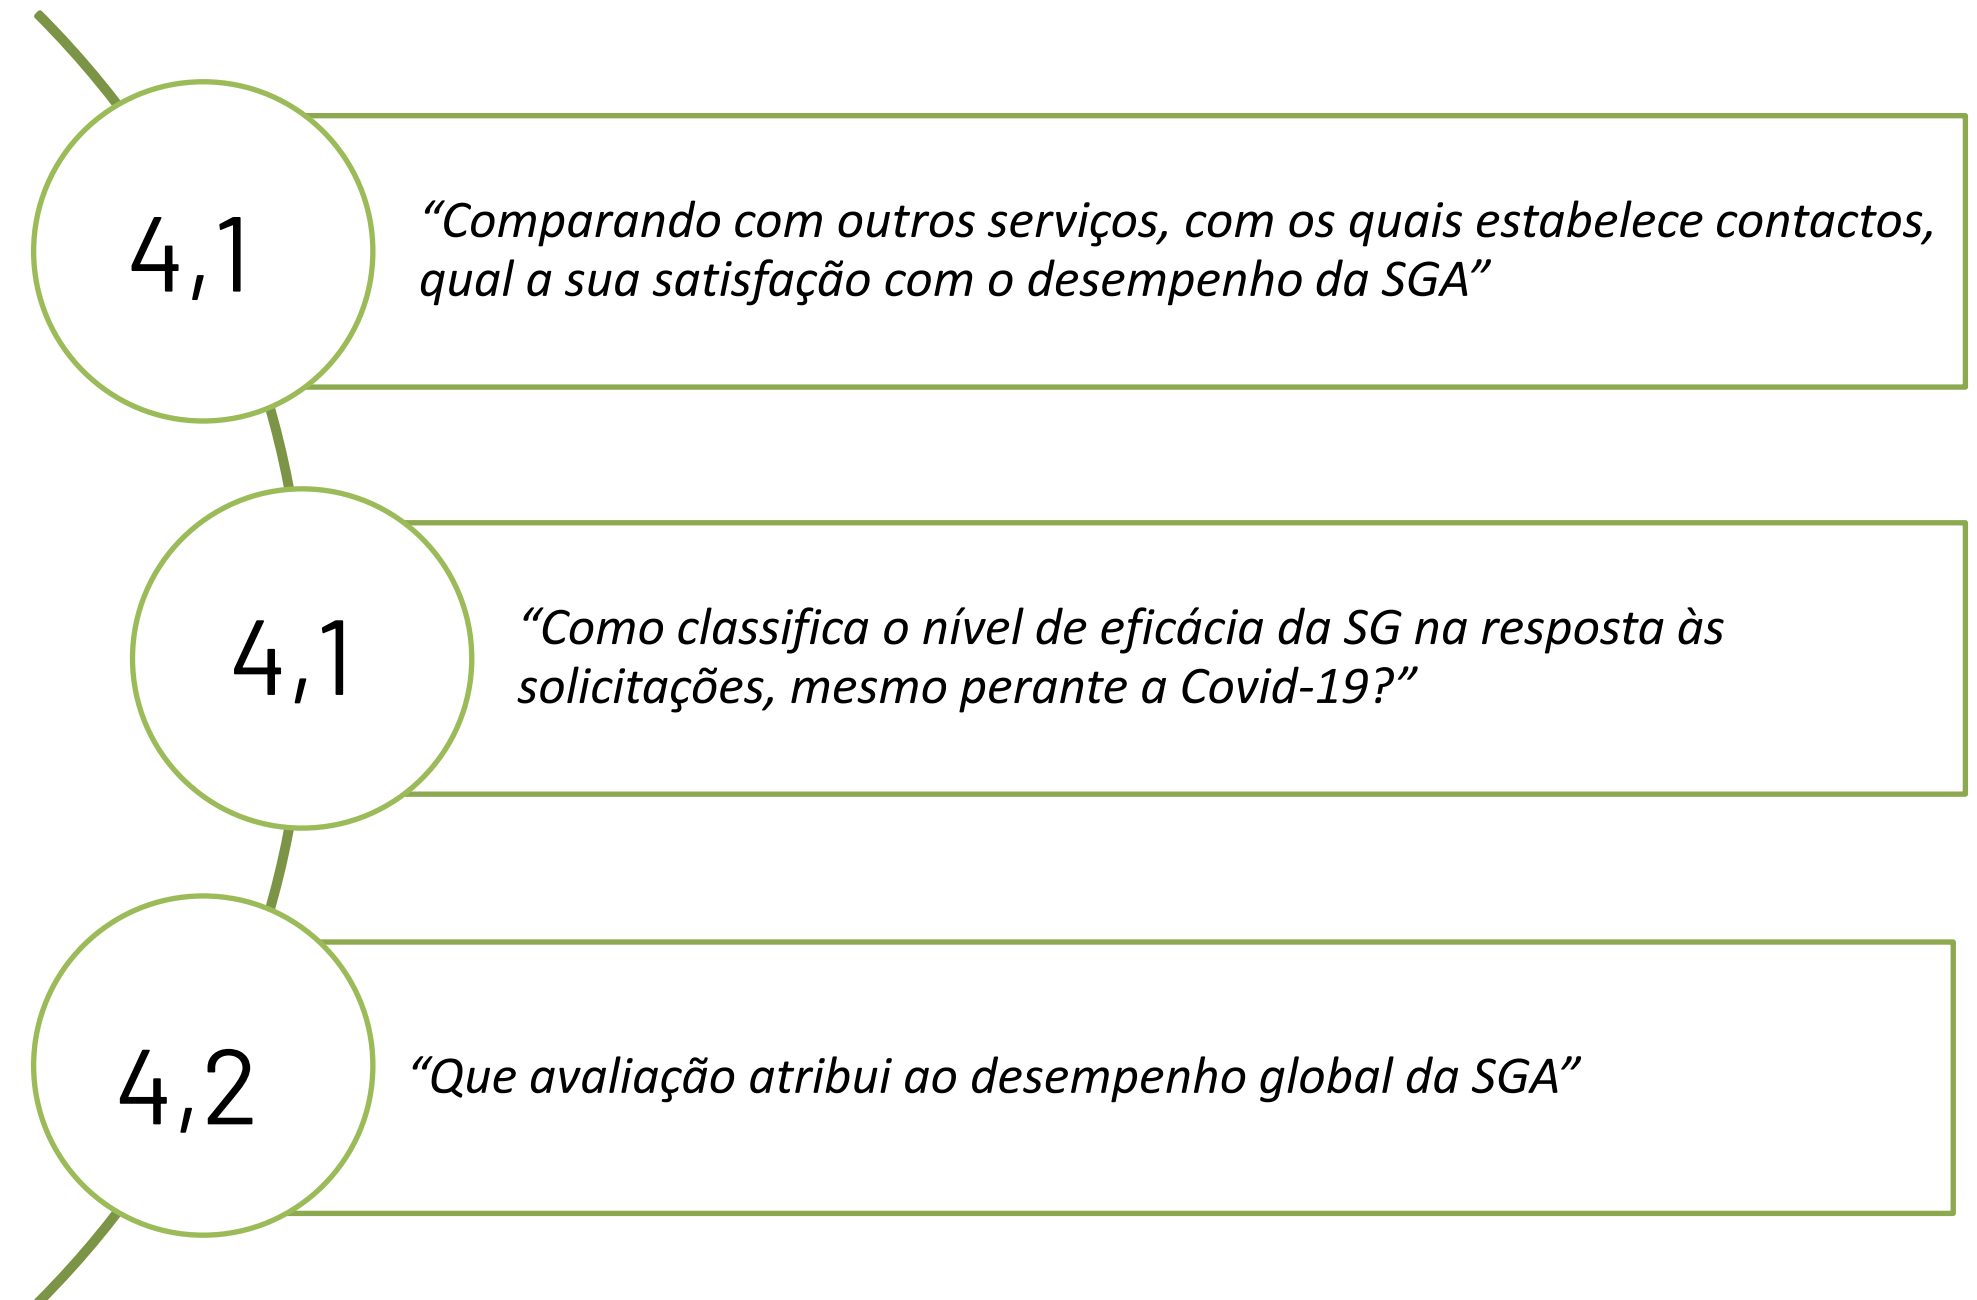 4,1
“Comparando com outros serviços, com os quais estabelece contactos,
qual a sua satisfação com o desempenho da SGA”
4,1
“Como classifica o nível de eficácia da SG na resposta às
solicitações, mesmo perante a Covid-19?”
4,2
“Que avaliação atribui ao desempenho global da SGA”